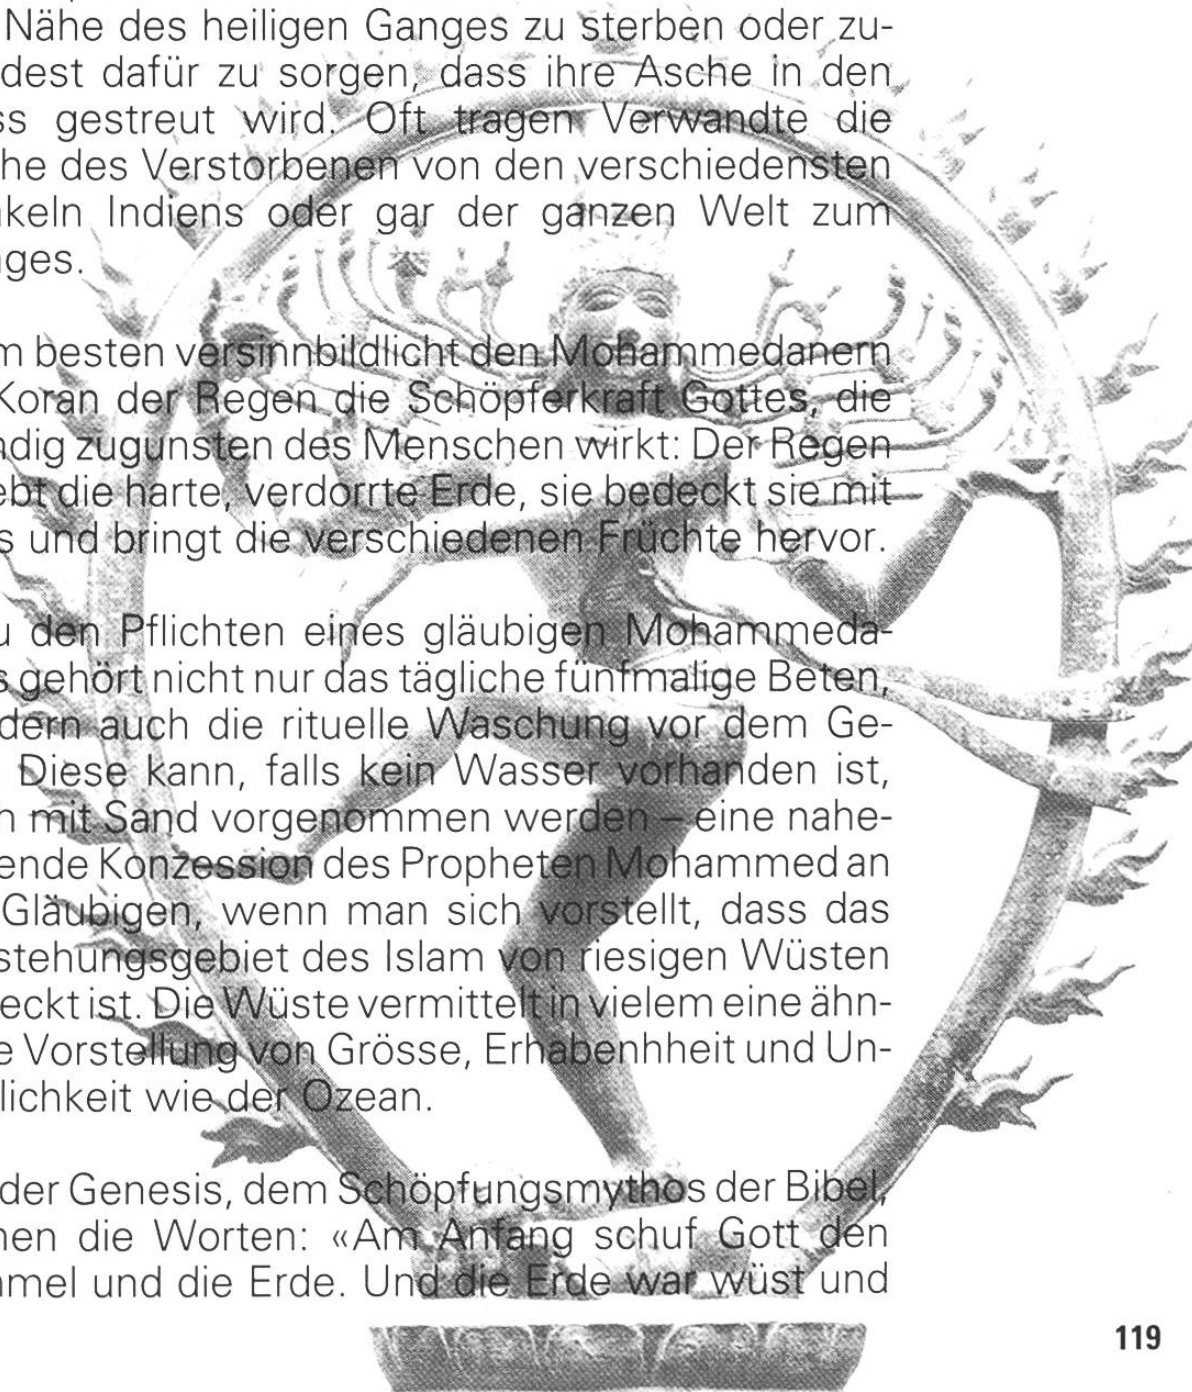 Nähe des heiligen Ganges zu sterben oder zu-
dest dafür zu sorgen, dass ihre Asche in den
ss gestreut wird. Oft tragen Verwandte die
he des Verstorbenen von den verschiedensten
keln Indiens oder gar der ganzen Welt zum
ges.
m besten versinnbildlicht den Mohammedanern
Koran der Regen die Schöpferkraft Gottes, die
dig zugunsten des Menschen wirkt: Der Regen
ebt die harte, verdorrte Erde, sie bedeckt sie mit
s und bringt die verschiedenen Früchte hervor.
u den Pflichten eines gläubigen Mohammeda-
s gehört nicht nur das tägliche fünfmalige Beten,
dern auch die rituelle Waschung vor dem Ge-
Diese kann, falls kein Wasser vorhanden ist,
h mit Sand vorgenommen werden – eine nahe-
ende Konzession des Propheten Mohammed an
Gläubigen, wenn man sich vorstellt, dass das
stehungsgebiet des Islam von riesigen Wüsten
eckt ist. Die Wüste vermittelt in vielem eine ähn-
e Vorstellung von Grösse, Erhabenhheit und Un-
lichkeit wie der Ozean.
der Genesis, dem Schöpfungsmythos der Bibel,
hen die Worten: «Am Anfang schuf Gott den
mel und die Erde. Und die Erde war wüst und
119